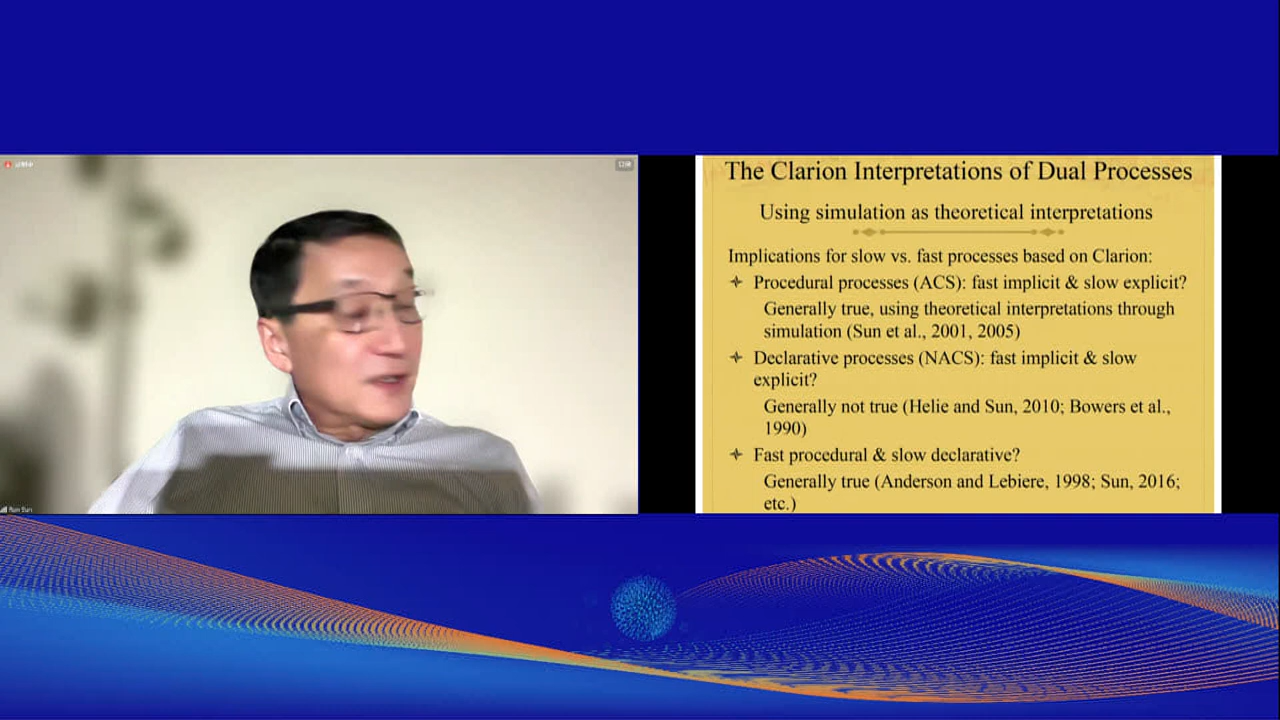 The Clarion Interpretations of Dual Processes
Using simulation as theoretical interpretations
Implications for slow vs. fast processes based on Clarion:
Procedural processes (ACS): fast implicit & slow explicit?
Generally true, using theoretical interpretations through
simulation (Sun et al., 2001, 2005)
Declarative processes (NACS): fast implicit & slow
explicit?
Generally not true (Helie and Sun, 2010; Bowers et al.,
1990)
Fast procedural & slow declarative?
Generally true (Anderson and Lebiere, 1998; Sun, 2016;
etc.)
Ron Sun